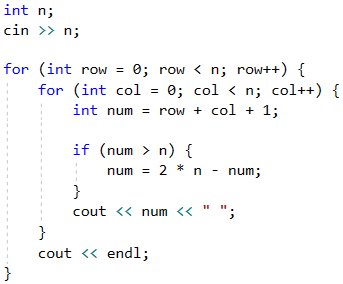 int n;
cin >> n;

for (int row = 0; row < n; row++) {
    for (int col = 0; col < n; col++) {
        int num = row + col + 1;

        if (num > n) {
            num = 2 * n - num;
        }
        cout << num << " ";
    }
    cout << endl;
}